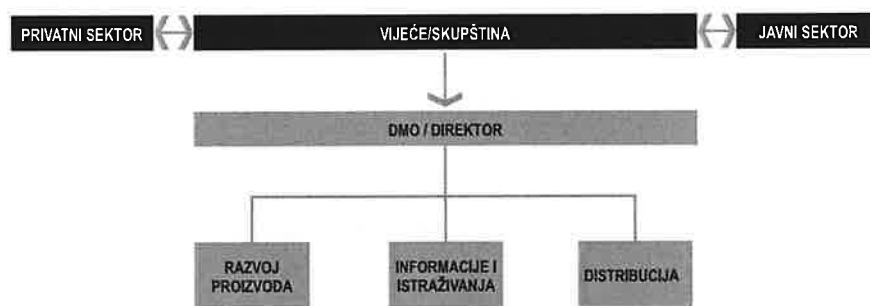 PRIVATNI SEKTOR
VIJEĆE/SKUPŠTINA
JAVNI SEKTOR
DMO / DIREKTOR
RAZVOJ
PROIZVODA
INFORMACIJE I
ISTRAŽIVANJA
DISTRIBUCIJA